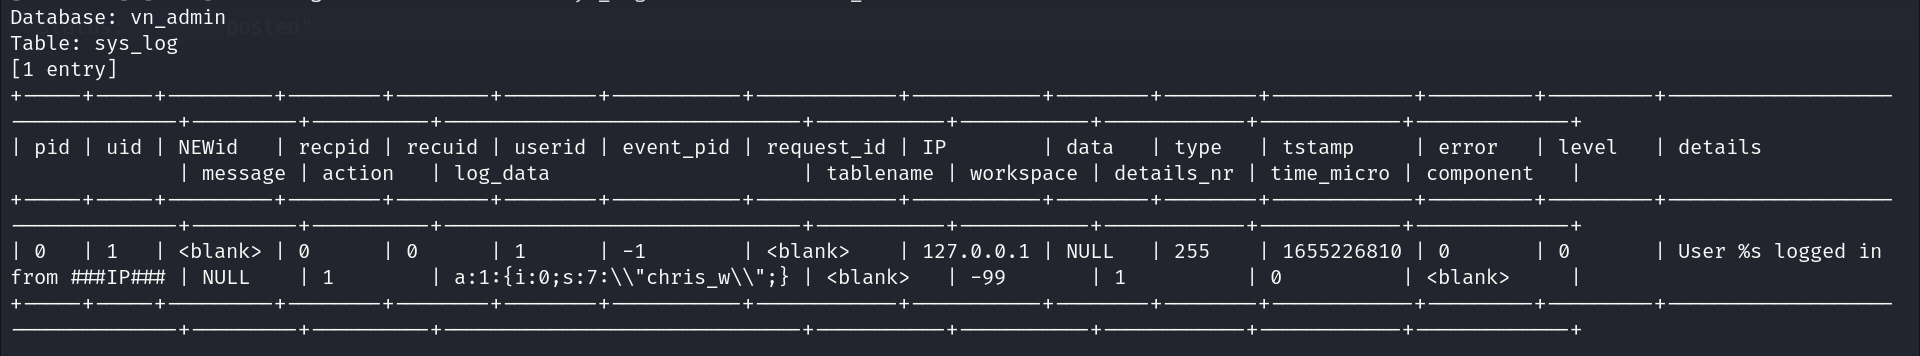 Database: vn_admin
posted"
Table: sys_log
[1 entry]
| pid | uid | NEWid | recpid | recuid | userid | event_pid | request_id | IP | data | type | tstamp | error | level | details
| message | action | log_data | tablename | workspace | details_nr | time_micro | component |
| 0 | 1 | <blank> | 0 | 0 | 1 | -1 | <blank> | 127.0.0.1 | NULL | 255 | 1655226810 | 0 | 0 | User %s logged in
from ###IP### | NULL | 1 | a:1:{i:0;s:7:\\"chris_w\\";} | <blank> | -99 | 1 | 0 | <blank> |